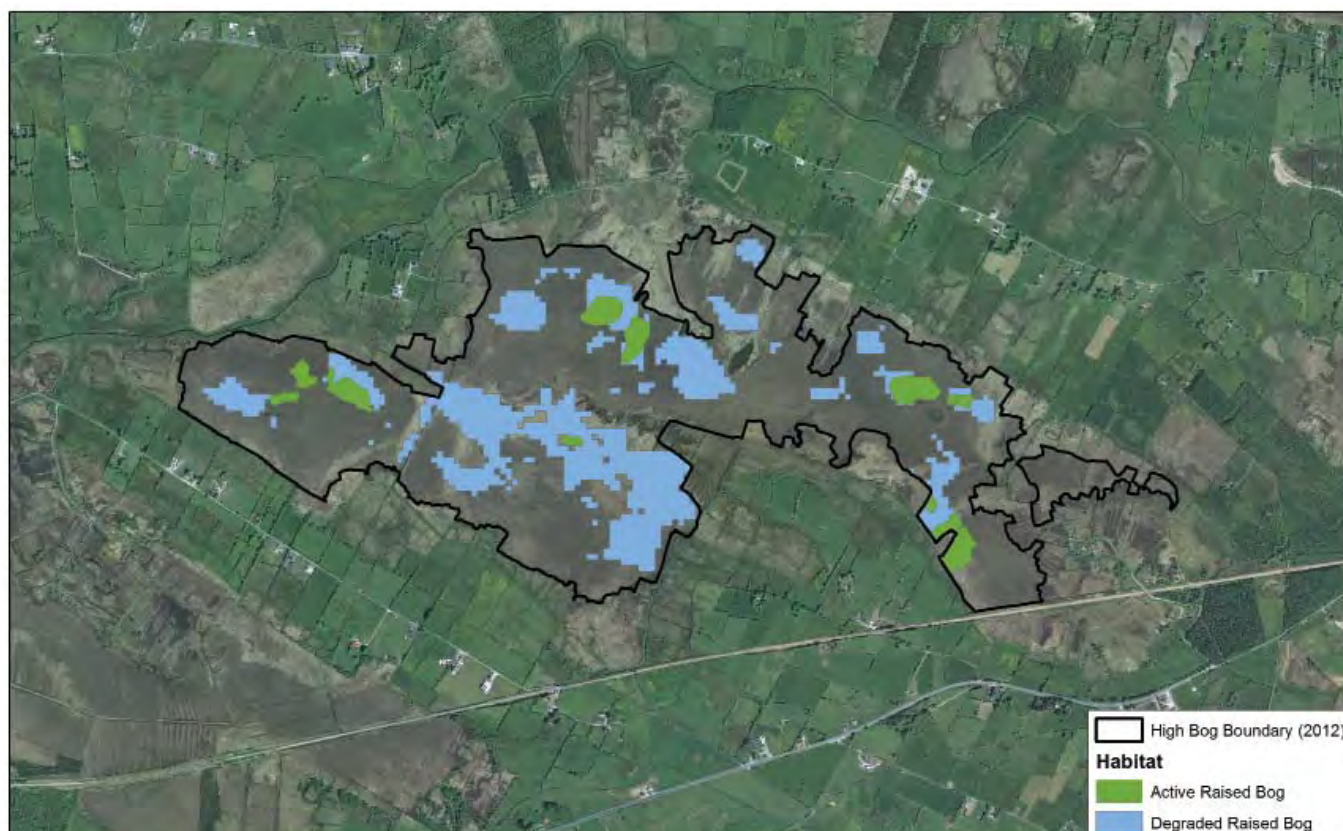 High Bog Boundary (2012)
Habitat
Active Raised Bog
Degraded Raised Bog